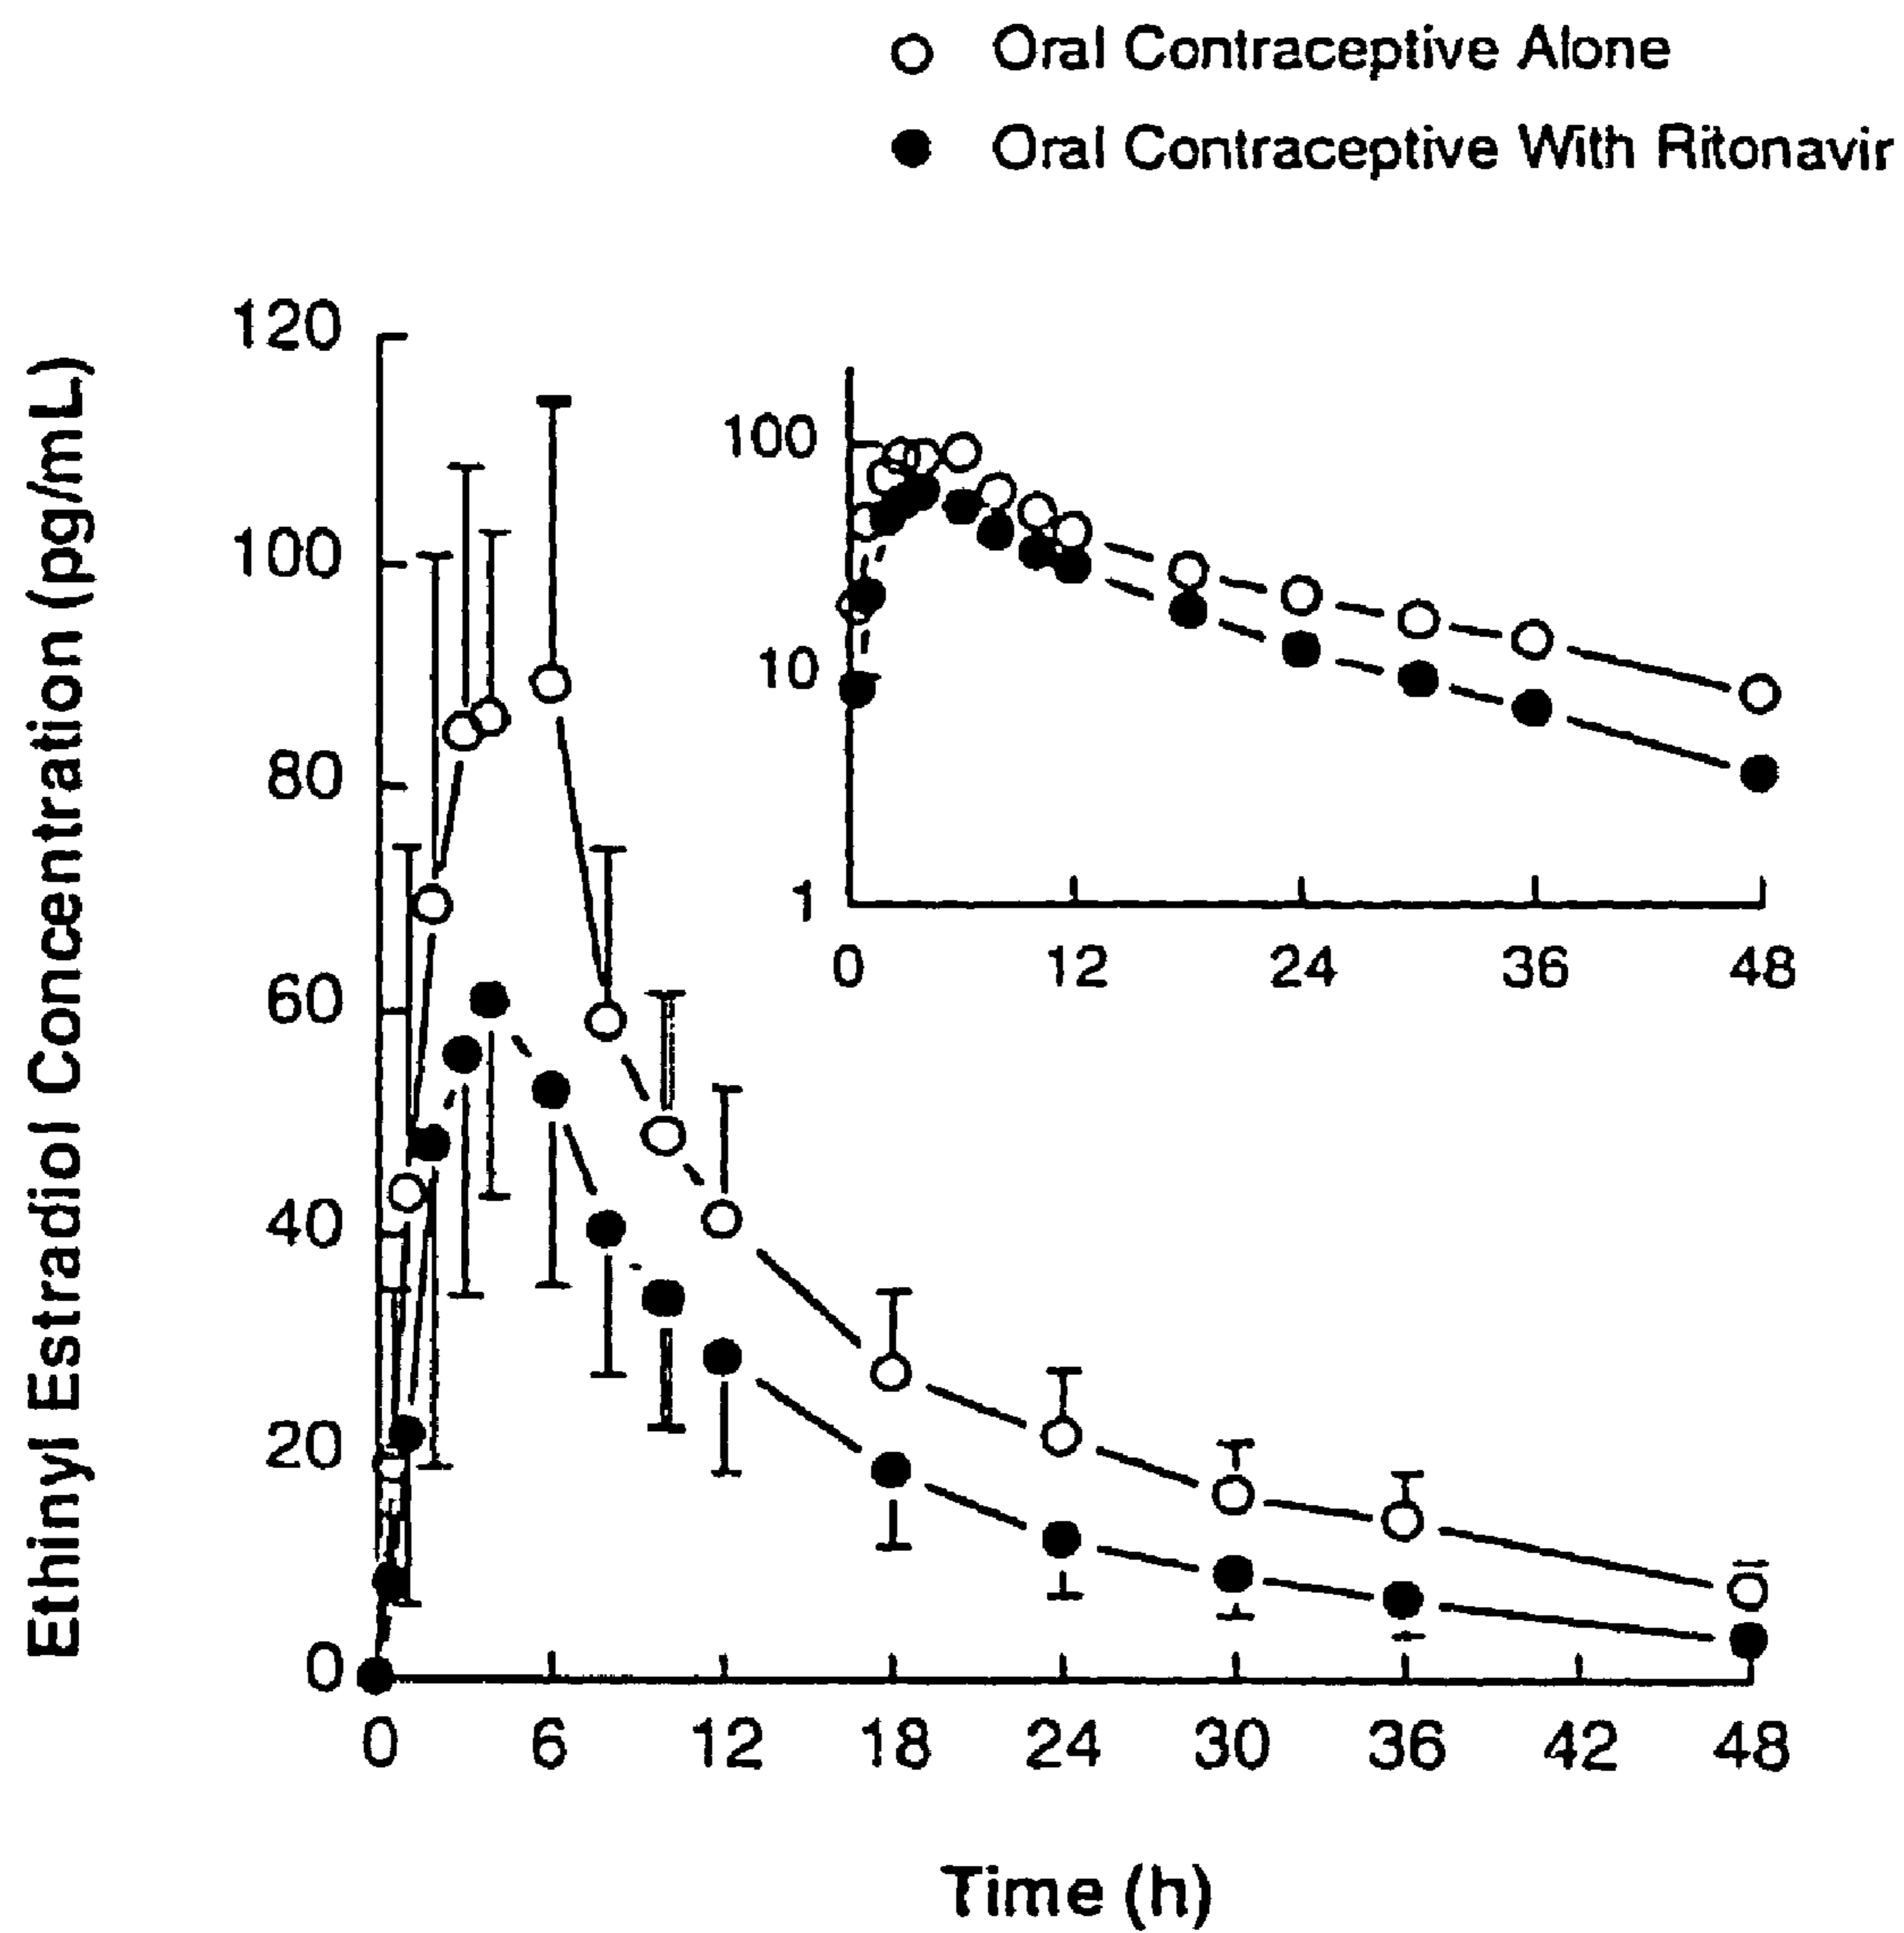 Oral Contraceptive Alone
Oral Contraceptive With Ritonavir
Ethinyl Estradiol Concentration (pg/mL)
120
100
80
60
40
20
0
0 6 12 18 24 30 36 42 48
100
10
1
0 12 24 36 48
Time (h)